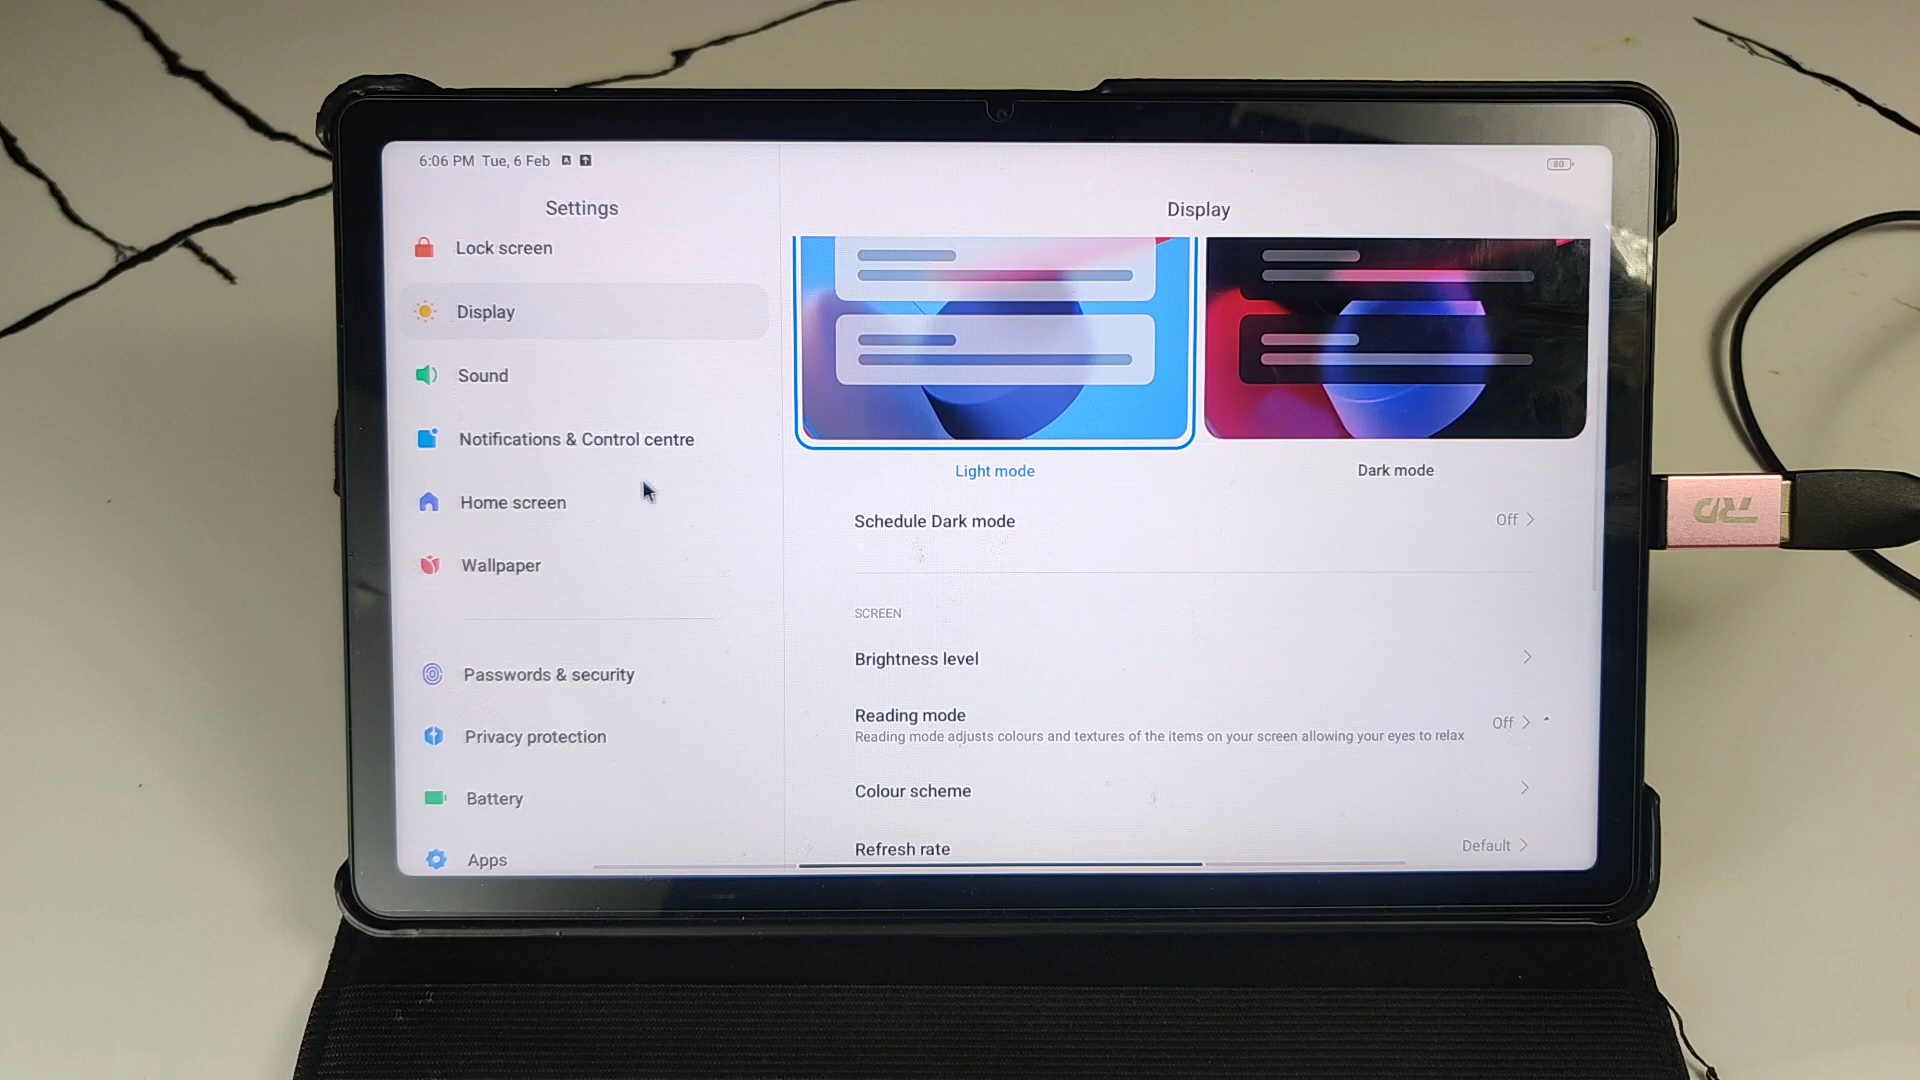 6:06 PM Tue, 6 Feb
80
Settings
Lock screen
Display
Sound
Notifications & Control centre
Home screen
Wallpaper
Passwords & security
Privacy protection
Battery
Apps
Display
Light mode
Dark mode
Schedule Dark mode
Off
SCREEN
Brightness level
Reading mode
Reading mode adjusts colours and textures of the items on your screen allowing your eyes to relax
Off
Colour scheme
Refresh rate
Default